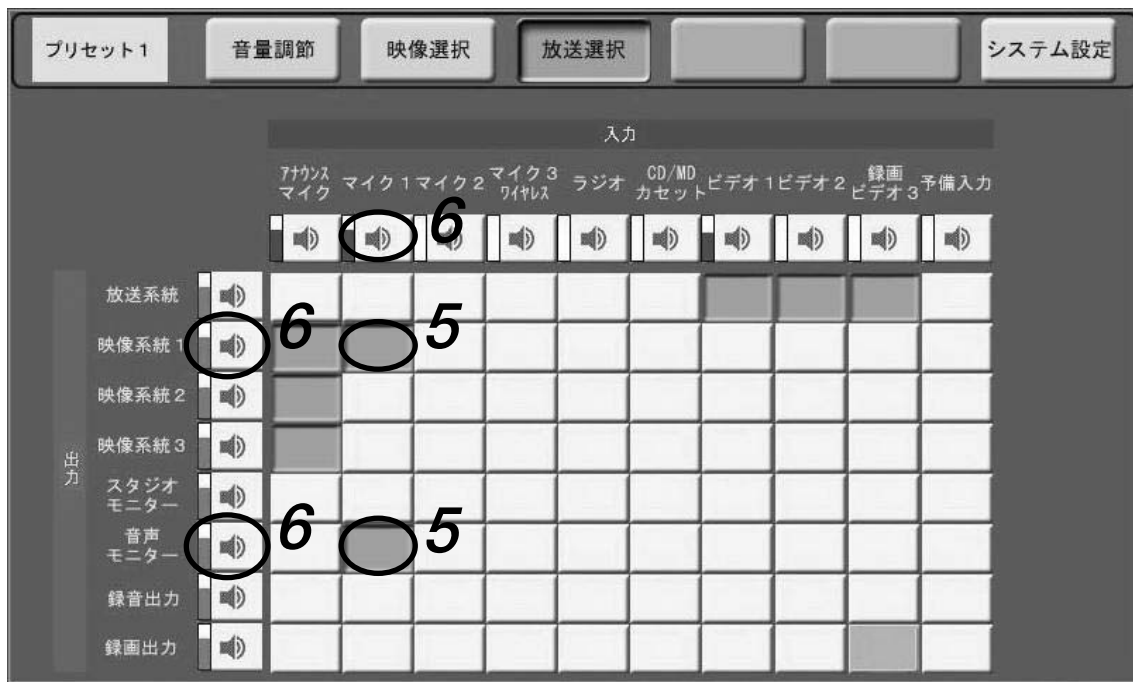 プリセット1 音量調節 映像選択 放送選択 システム設定
入力
アナウンス
マイク
マイク1
マイク2
マイク3
ワイヤレス
ラジオ
CD/MD
カセット
ビデオ1
ビデオ2
録画
ビデオ3
予備入力
6
出力
放送系統
映像系統1 6 5
映像系統2
映像系統3
スタジオ
モニター
音声
モニター
6 5
録音出力
録画出力